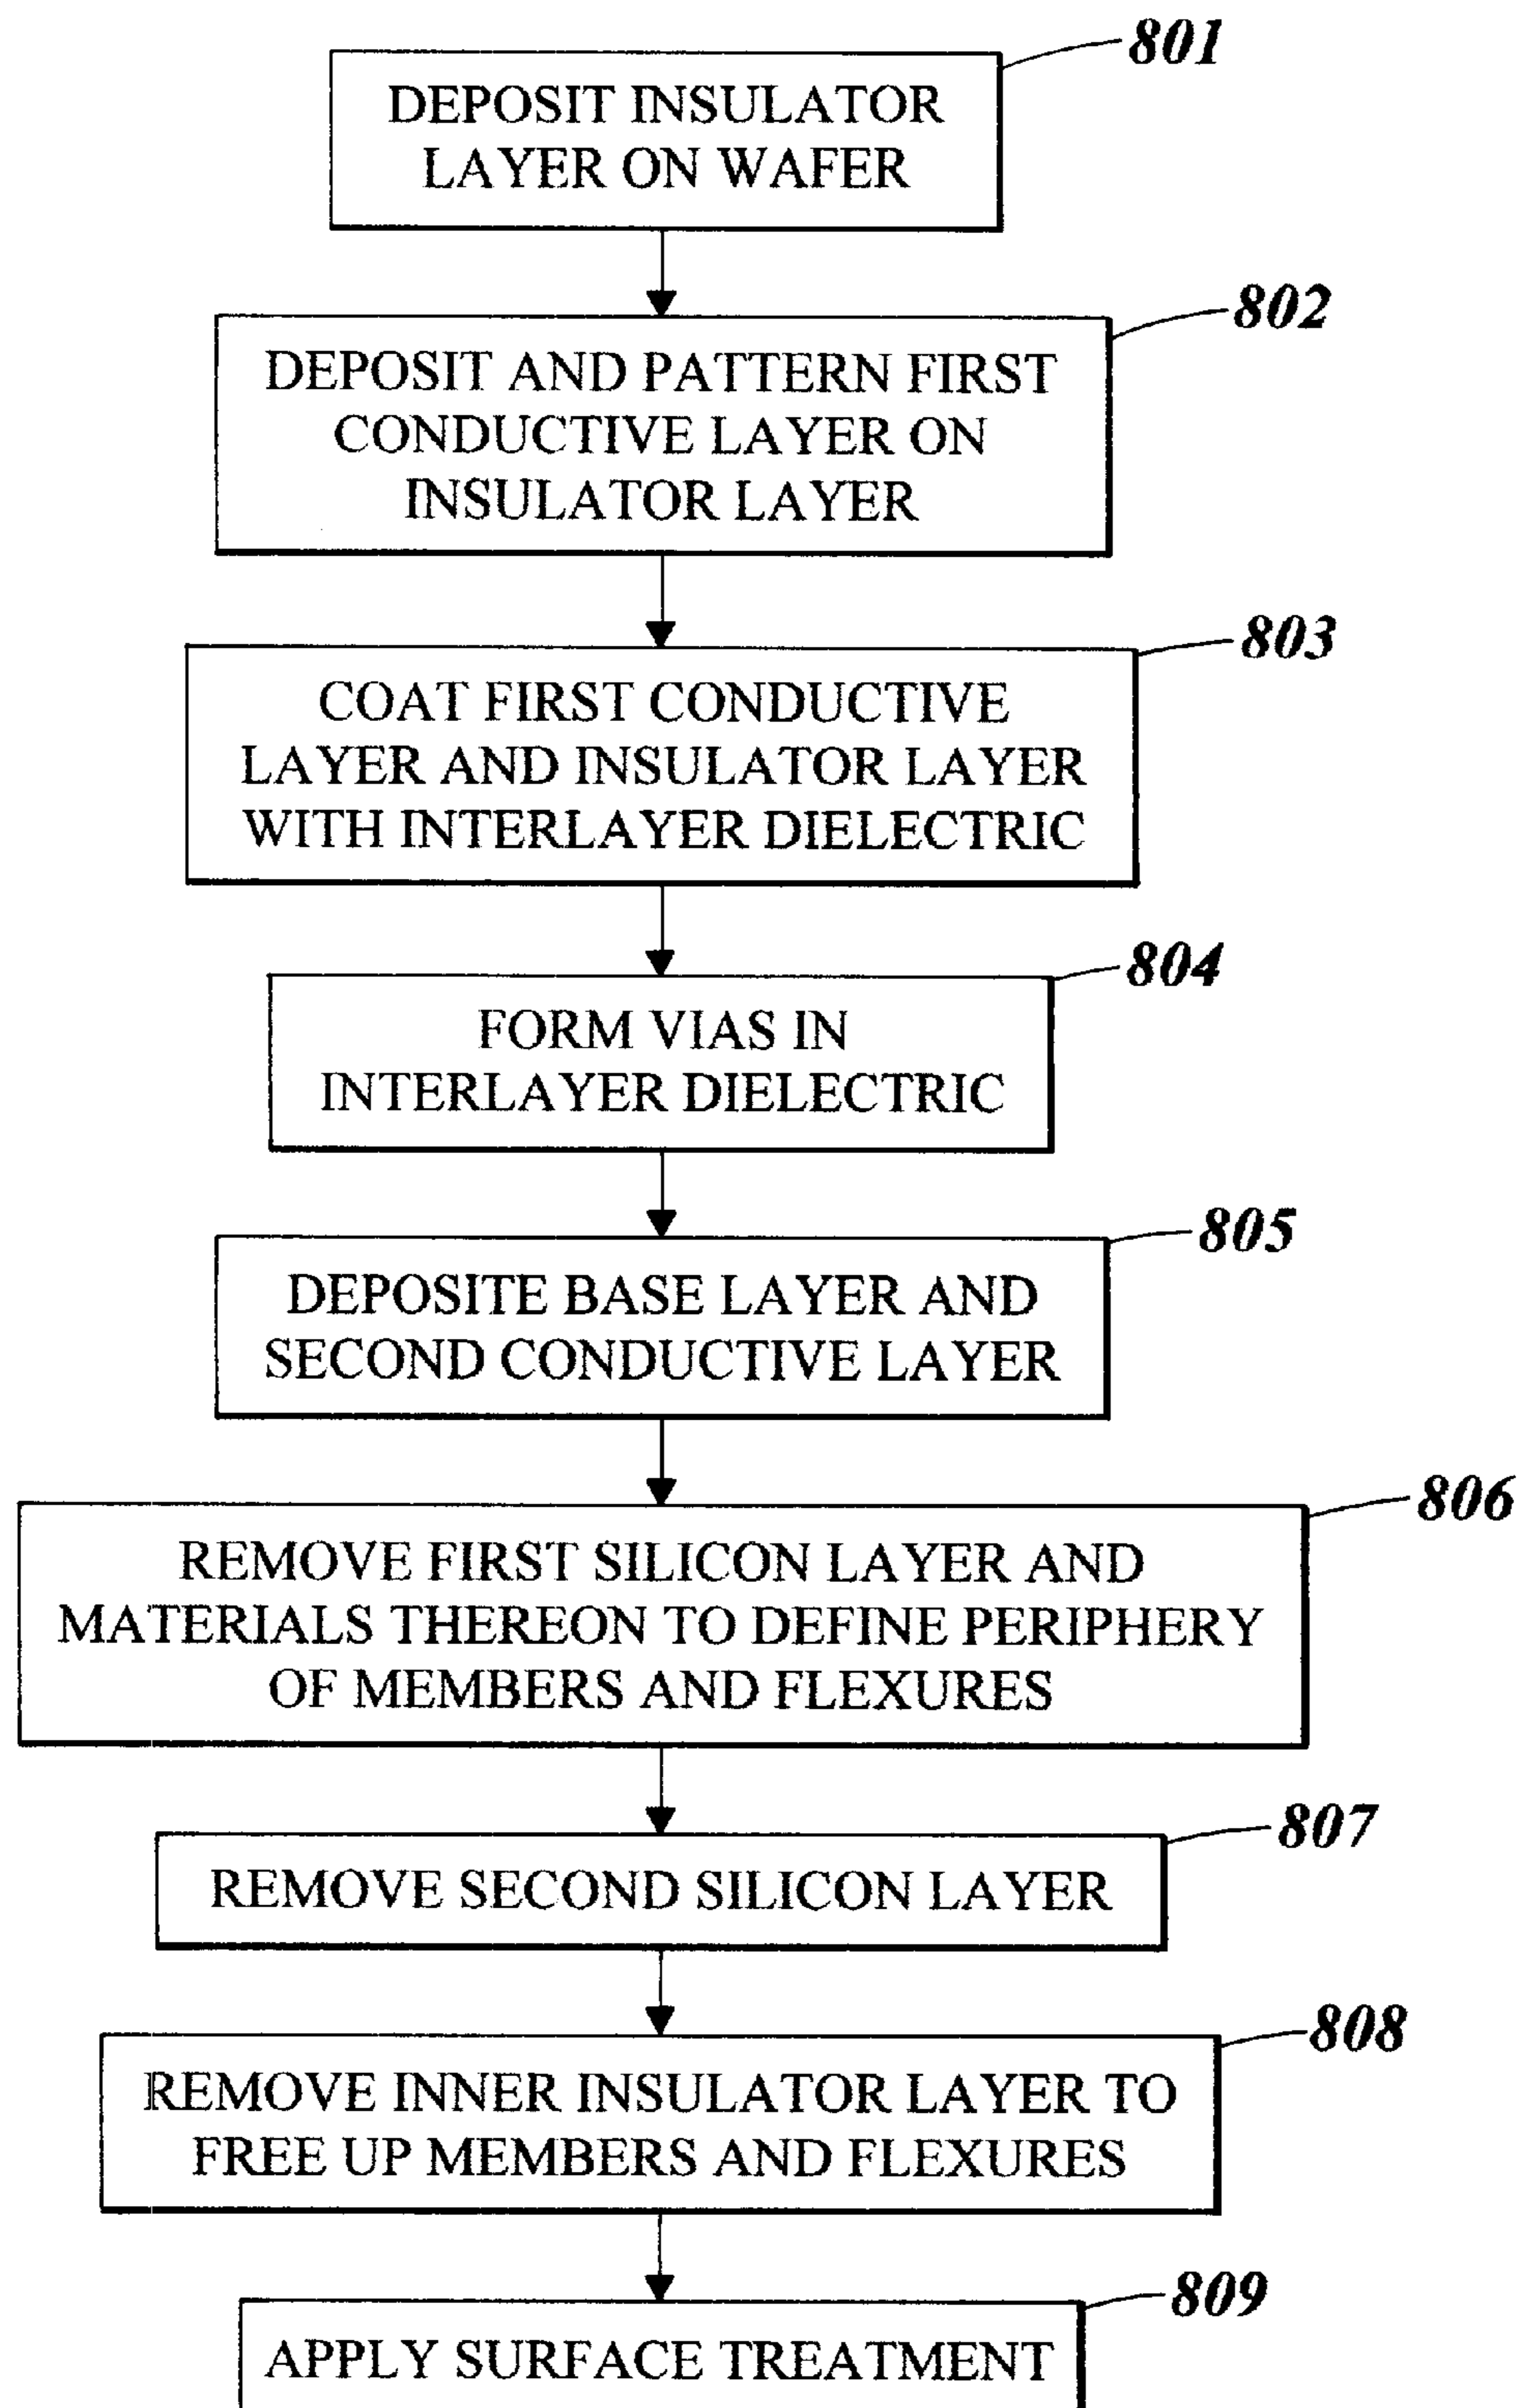 801
DEPOSIT INSULATOR
LAYER ON WAFER
802
DEPOSIT AND PATTERN FIRST
CONDUCTIVE LAYER ON
INSULATOR LAYER
803
COAT FIRST CONDUCTIVE
LAYER AND INSULATOR LAYER
WITH INTERLAYER DIELECTRIC
804
FORM VIAS IN
INTERLAYER DIELECTRIC
805
DEPOSITE BASE LAYER AND
SECOND CONDUCTIVE LAYER
806
REMOVE FIRST SILICON LAYER AND
MATERIALS THEREON TO DEFINE PERIPHERY
OF MEMBERS AND FLEXURES
807
REMOVE SECOND SILICON LAYER
808
REMOVE INNER INSULATOR LAYER TO
FREE UP MEMBERS AND FLEXURES
809
APPLY SURFACE TREATMENT